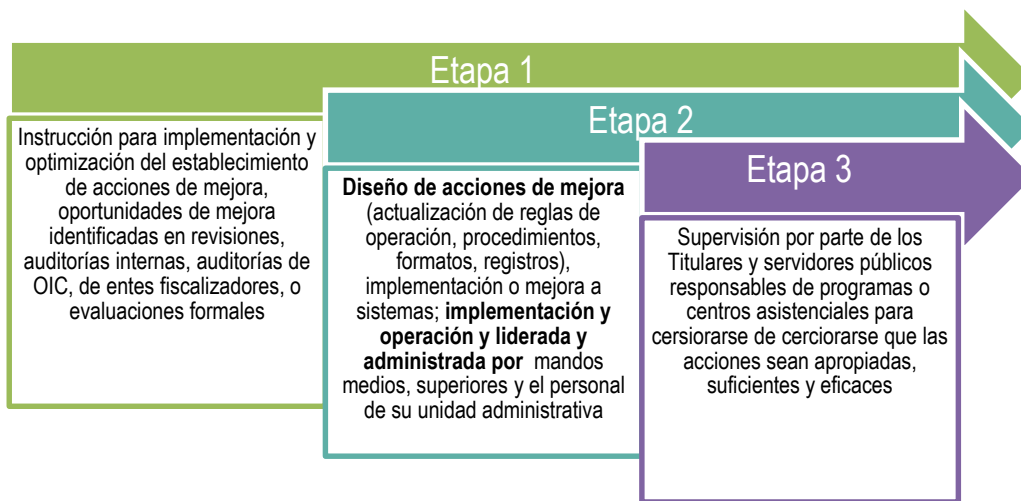 Etapa 1
Instrucción para implementación y
optimización del establecimiento
de acciones de mejora,
oportunidades de mejora
identificadas en revisiones,
auditorías internas, auditorías de
OIC, de entes fiscalizadores, o
evaluaciones formales
Etapa 2
Diseño de acciones de mejora
(actualización de reglas de
operación, procedimientos,
formatos, registros),
implementación o mejora a
sistemas; implementación y
operación y liderada y
administrada por mandos
medios, superiores y el personal
de su unidad administrativa
Etapa 3
Supervisión por parte de los
Titulares y servidores públicos
responsables de programas o
centros asistenciales para
cersiorarse de cerciorarse que las
acciones sean apropiadas,
suficientes y eficaces